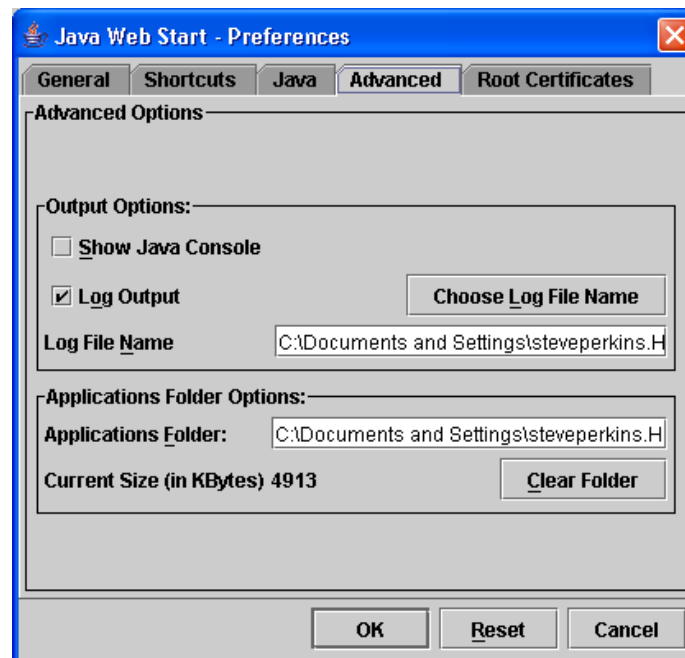 Java Web Start - Preferences
General Shortcuts Java Advanced Root Certificates
Advanced Options
Output Options:
Show Java Console
Log Output Choose Log File Name
Log File Name C:\Documents and Settings\steveperkins.H
Applications Folder Options:
Applications Folder: C:\Documents and Settings\steveperkins.H
Current Size (in KBytes) 4913 Clear Folder
OK Reset Cancel